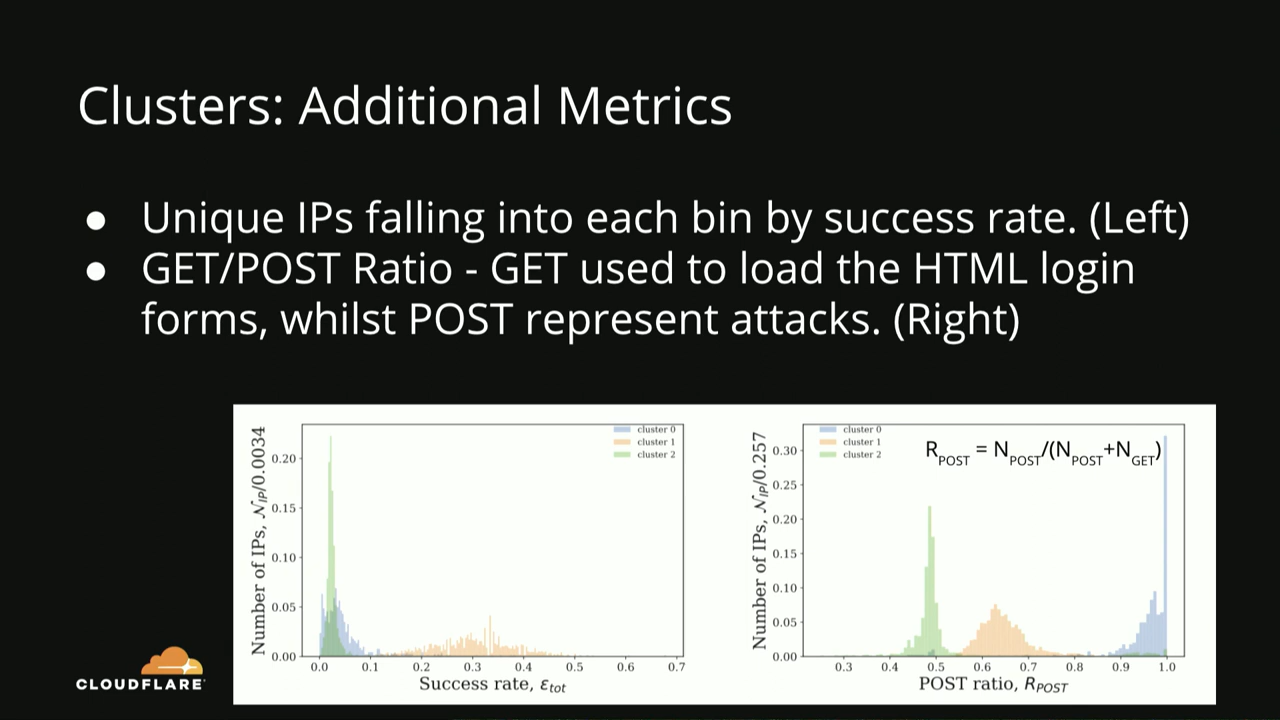 Clusters: Additional Metrics
● Unique IPs falling into each bin by success rate. (Left)
● GET/POST Ratio - GET used to load the HTML login
forms, whilst POST represent attacks. (Right)
Number of IPs, 𝒩IP/0.0034
0.20
0.15
0.10
0.05
0.00
cluster 0
cluster 1
cluster 2
0.0 0.1 0.2 0.3 0.4 0.5 0.6 0.7
Success rate, εtot
Number of IPs, 𝒩IP/0.257
0.30
0.25
0.20
0.15
0.10
0.05
0.00
cluster 0
cluster 1
cluster 2
RPOST = NPOST/(NPOST+NGET)
0.3 0.4 0.5 0.6 0.7 0.8 0.9 1.0
POST ratio, RPOST
CLOUDFLARE